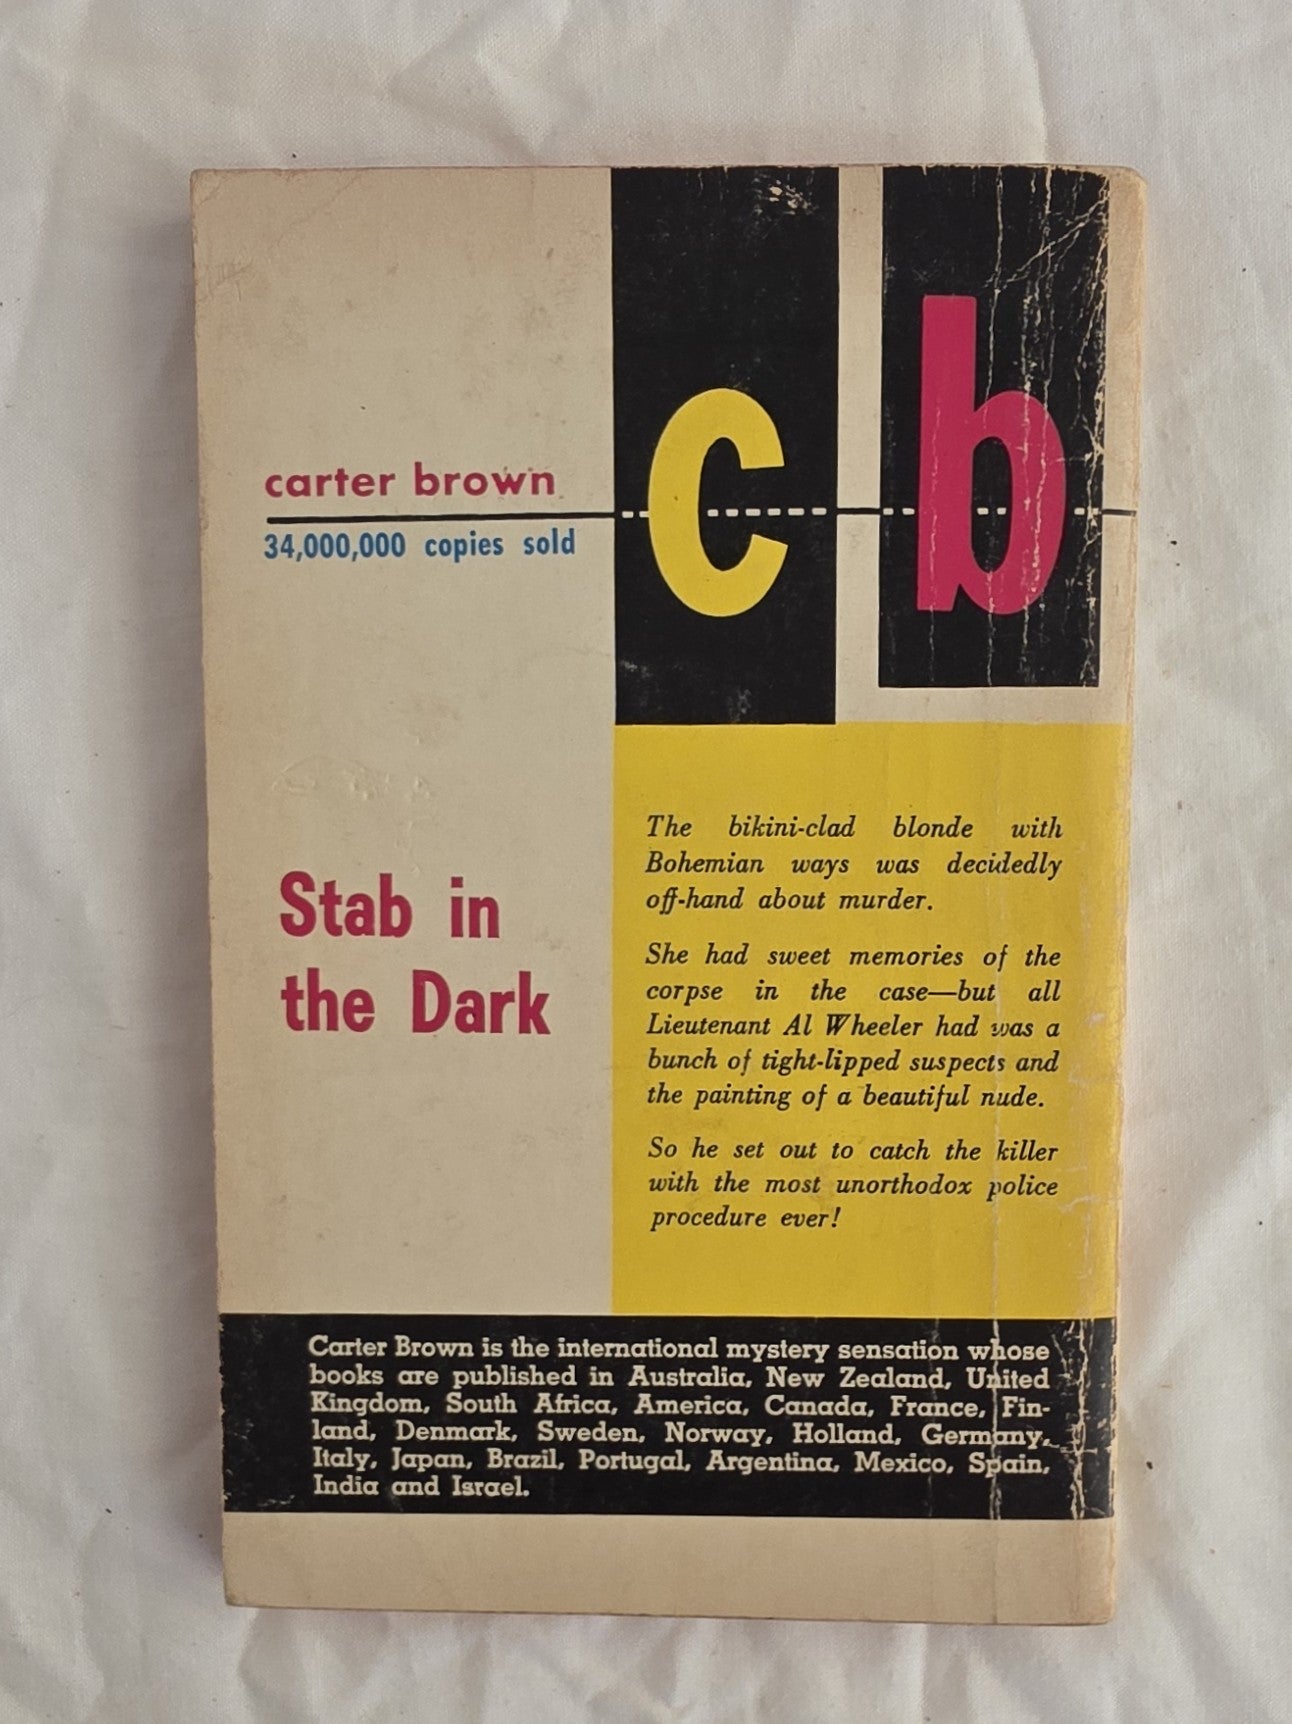 cb
carter brown
34,000,000 copies sold
Stab in
the Dark
The bikini-clad blonde with
Bohemian ways was decidedly
off-hand about murder.
She had sweet memories of the
corpse in the case—but all
Lieutenant Al Wheeler had was a
bunch of tight-lipped suspects and
the painting of a beautiful nude.
So he set out to catch the killer
with the most unorthodox police
procedure ever!
Carter Brown is the international mystery sensation whose
books are published in Australia, New Zealand, United
Kingdom, South Africa, America, Canada, France, Fin-
land, Denmark, Sweden, Norway, Holland, Germany,
Italy, Japan, Brazil, Portugal, Argentina, Mexico, Spain,
India and Israel.